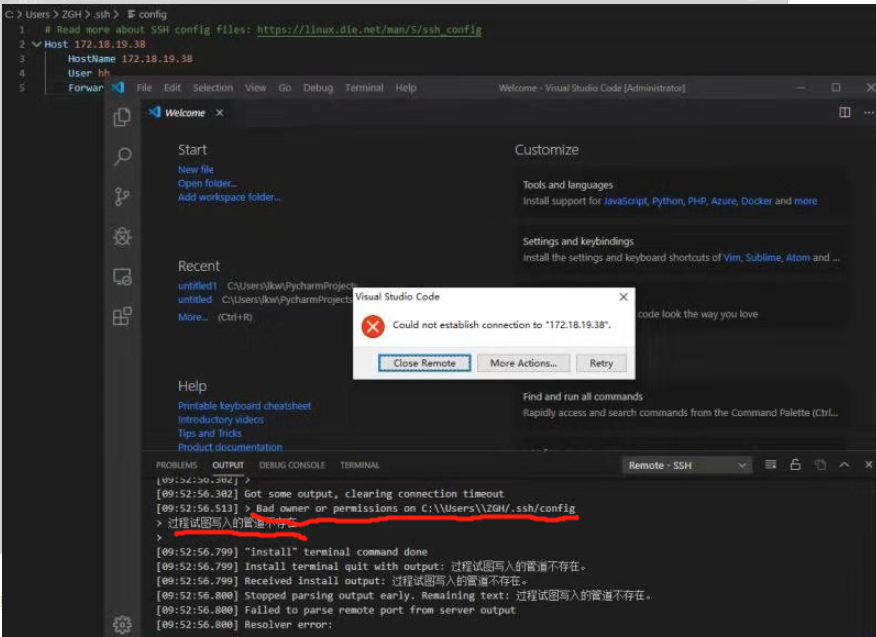 C: > Users > ZGH > .ssh > config
1 # Read more about SSH config files: https://linux.die.net/man/5/ssh_config
2 Host 172.18.19.38
3 HostName 172.18.19.38
4 User hh
5 Forwar
File Edit Selection View Go Debug Terminal Help Welcome - Visual Studio Code [Administrator]
Welcome
Start
New file
Open folder...
Add workspace folder...
Customize
Tools and languages
Install support for JavaScript, Python, PHP, Azure, Docker and more
Settings and keybindings
Install the settings and keyboard shortcuts of Vim, Sublime, Atom and ...
Recent
untitled1 C:\Users\lkw\PycharmProject
untitled C:\Users\lkw\PycharmProjects
More... (Ctrl+R)
code look the way you love
Visual Studio Code
Could not establish connection to "172.18.19.38".
Close Remote More Actions... Retry
Help
Printable keyboard cheatsheet
Introductory videos
Tips and Tricks
Product documentation
Find and run all commands
Rapidly access and search commands from the Command Palette (Ctrl...
PROBLEMS OUTPUT DEBUG CONSOLE TERMINAL Remote - SSH
[09:52:56.302] >
[09:52:56.302] Got some output, clearing connection timeout
[09:52:56.513] > Bad owner or permissions on C:\\Users\\ZGH/.ssh/config
> 过程试图写入的管道不存在
>
[09:52:56.799] "install" terminal command done
[09:52:56.799] Install terminal quit with output: 过程试图写入的管道不存在。
[09:52:56.799] Received install output: 过程试图写入的管道不存在。
[09:52:56.800] Stopped parsing output early. Remaining text: 过程试图写入的管道不存在。
[09:52:56.800] Failed to parse remote port from server output
[09:52:56.800] Resolver error: